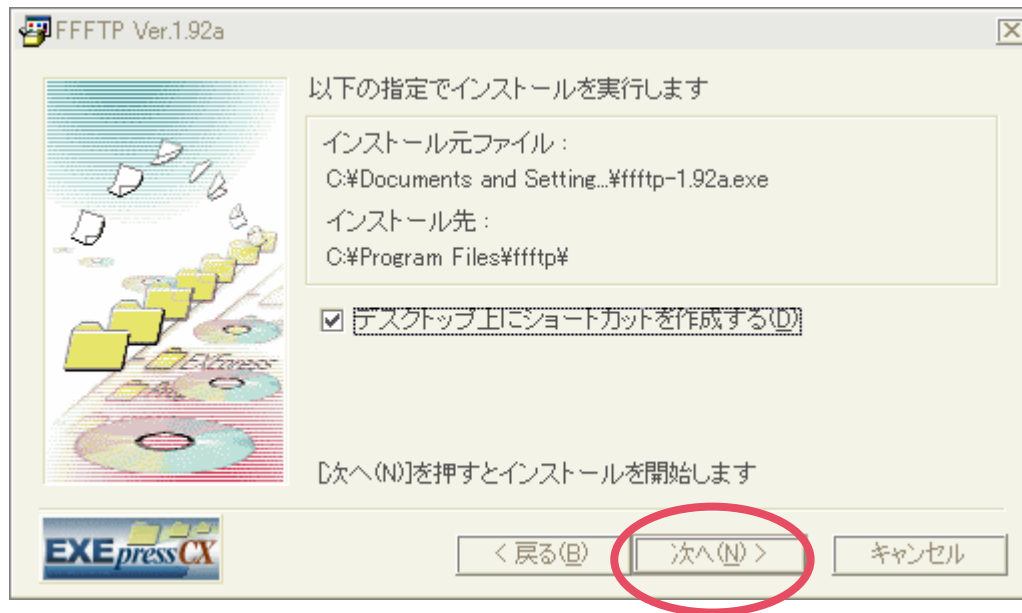 FFFTP Ver.1.92a
以下の指定でインストールを実行します
インストール元ファイル：
C:¥Documents and Setting...¥ffftp-1.92a.exe
インストール先：
C:¥Program Files¥ffftp¥
デスクトップ上にショートカットを作成する(D)
[次へ(N)]を押すとインストールを開始します
EXEpressCX
< 戻る(B)
次へ(N) >
キャンセル